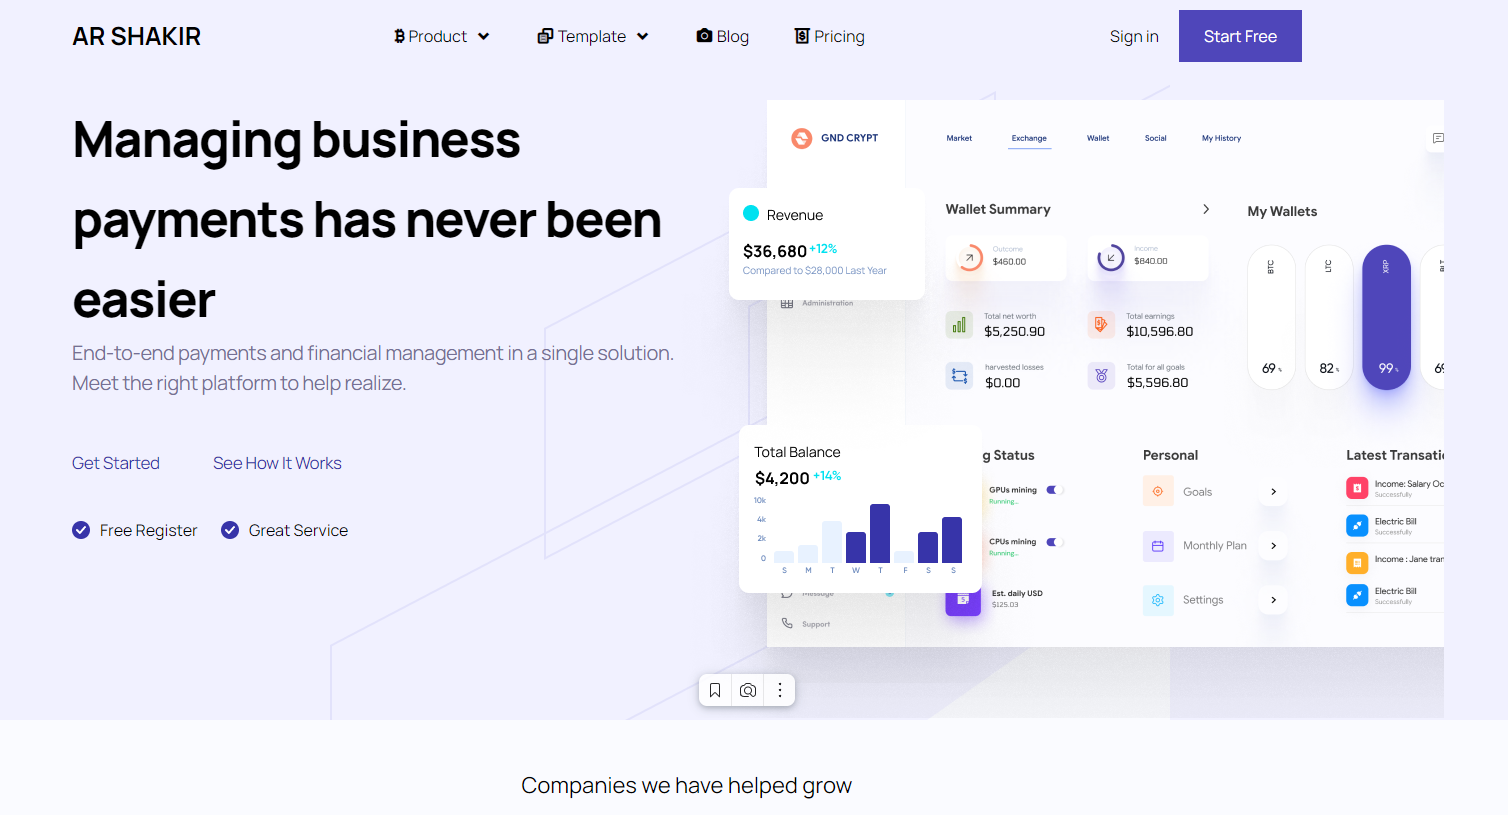 AR SHAKIR
Product
Template
Blog
Pricing
Sign in
Start Free
Managing business
payments has never been
easier
End-to-end payments and financial management in a single solution.
Meet the right platform to help realize.
Get Started
See How It Works
Free Register
Great Service
GND CRYPT
Market
Exchange
Wallet
Social
My History
Revenue
$36,680 +12%
Compared to $28,000 Last Year
Administration
Wallet Summary
Outcome
$460.00
Income
$640.00
Total net worth
$5,250.90
Total earnings
$10,596.80
harvested losses
$0.00
Total for all goals
$5,596.80
My Wallets
BTC
69 %
LTC
82 %
XRP
99 %
Total Balance
$4,200 +14%
10k
4k
2k
0
S M T W T F S S
Message
Support
g Status
GPUs mining
Running...
CPUs mining
Running...
Est. daily USD
$125.03
Personal
Goals
Monthly Plan
Settings
Latest Transati
Income: Salary Oc
Successfully
Electric Bill
Successfully
Income : Jane tran
Successfully
Electric Bill
Successfully
Companies we have helped grow